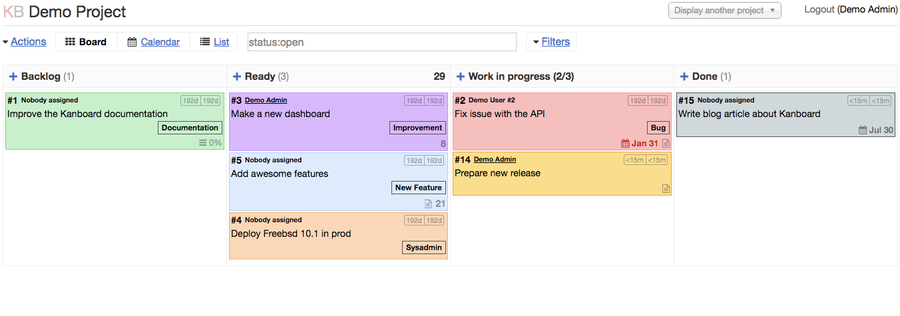 KB Demo Project
Display another project
Logout (Demo Admin)
Actions
Board
Calendar
List
status:open
Filters
+ Backlog (1)
#1 Nobody assigned
192d 192d
Improve the Kanboard documentation
Documentation
0%
+ Ready (3)
29
#3 Demo Admin
192d 192d
Make a new dashboard
Improvement
8
#5 Nobody assigned
192d 192d
Add awesome features
New Feature
21
#4 Nobody assigned
192d 192d
Deploy Freebsd 10.1 in prod
Sysadmin
+ Work in progress (2/3)
#2 Demo User #2
192d 192d
Fix issue with the API
Bug
Jan 31
#14 Demo Admin
<15m <15m
Prepare new release
+ Done (1)
#15 Nobody assigned
<15m <15m
Write blog article about Kanboard
Jul 30